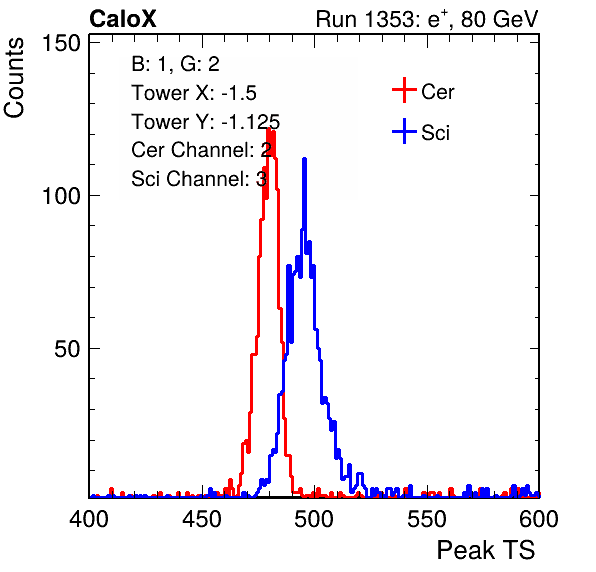 CaloX
Run 1353: e+, 80 GeV
Counts
150
100
50
B: 1, G: 2
Tower X: -1.5
Tower Y: -1.125
Cer Channel: 2
Sci Channel: 3
Cer
Sci
400
450
500
550
600
Peak TS